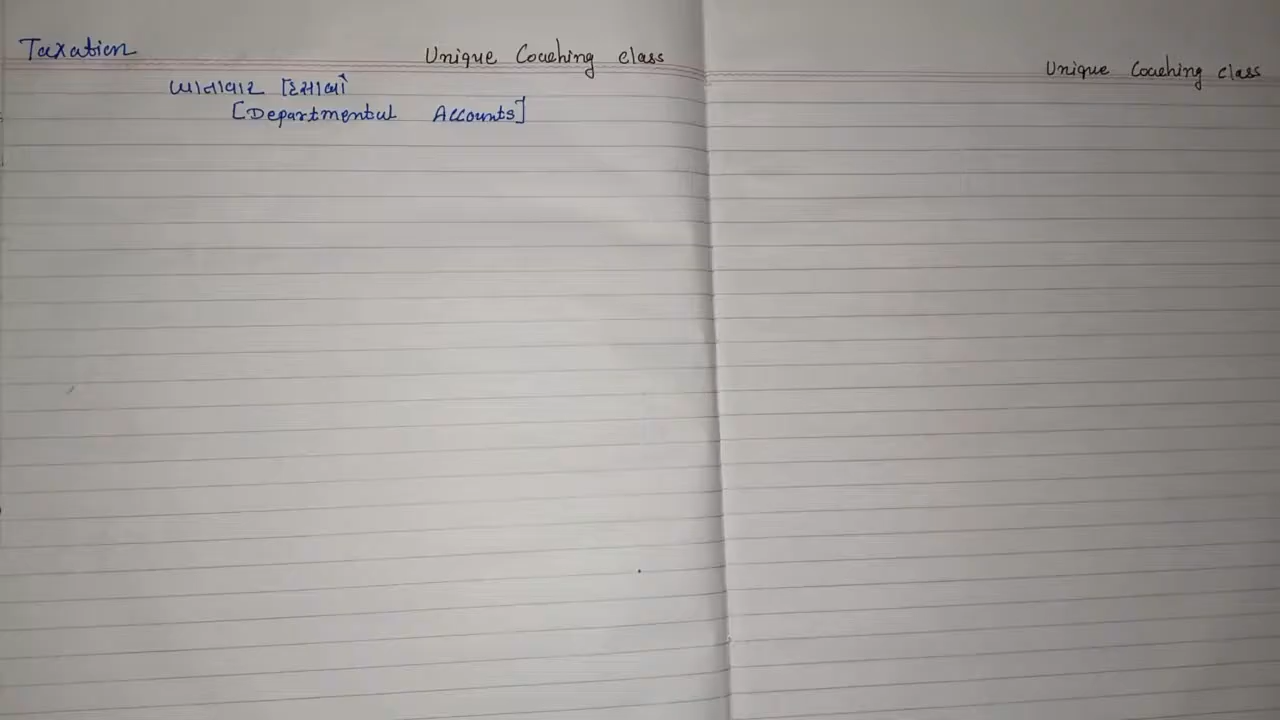 Taxation
Unique Coaching class
ખાતાવાર હિસાબો
[Departmental Accounts]
Unique Coaching class